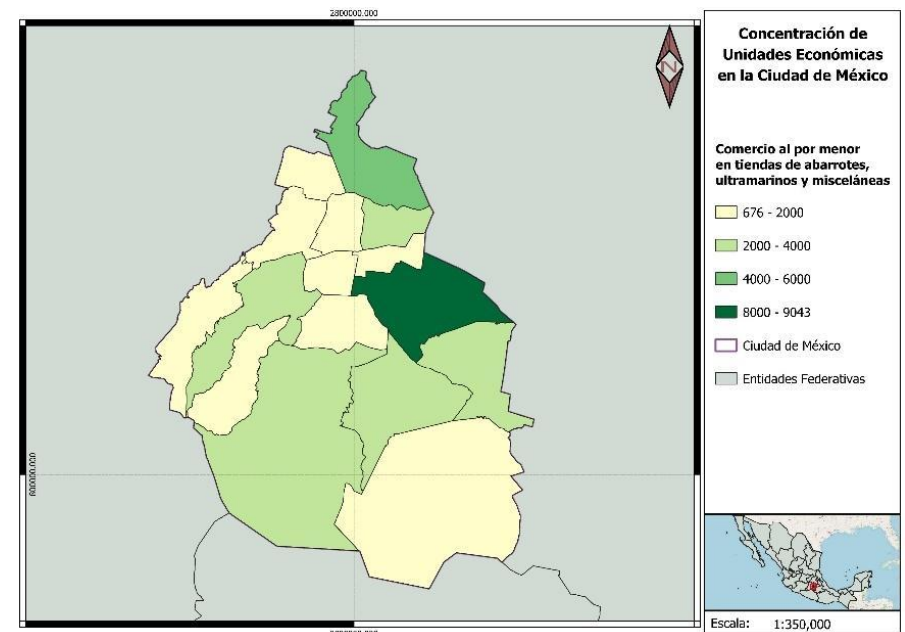 2800000.000
Concentración de
Unidades Económicas
en la Ciudad de México
N
Comercio al por menor
en tiendas de abarrotes,
ultramarinos y misceláneas
676 - 2000
2000 - 4000
4000 - 6000
8000 - 9043
Ciudad de México
Entidades Federativas
Escala: 1:350,000